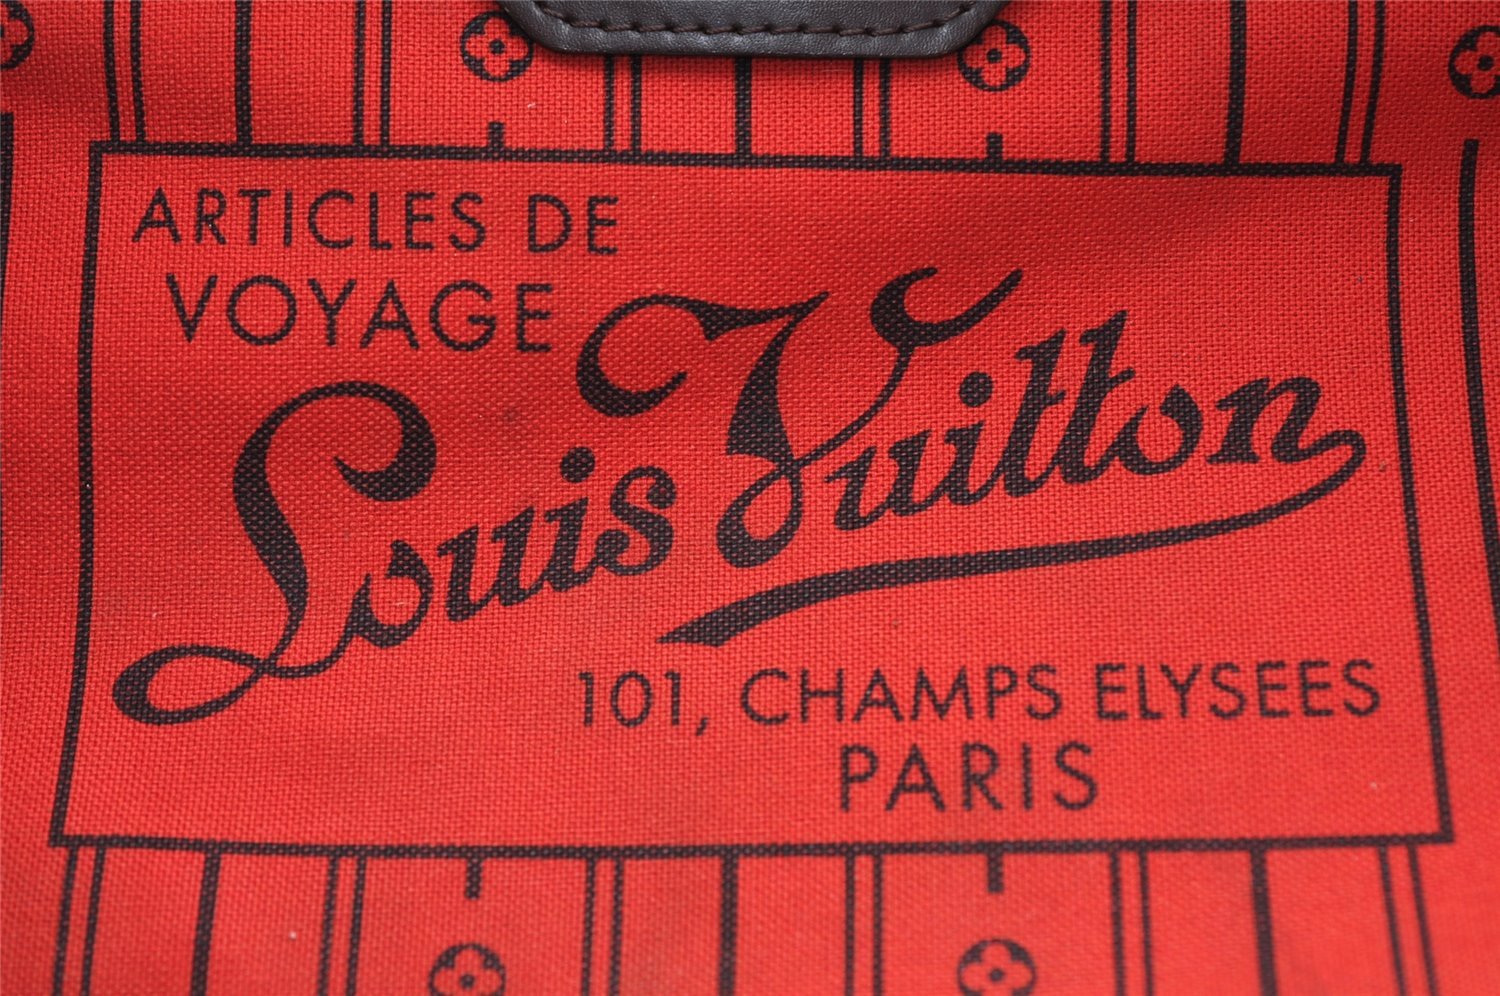 ARTICLES DE
VOYAGE
Louis Vuitton
101, CHAMPS ELYSEES
PARIS